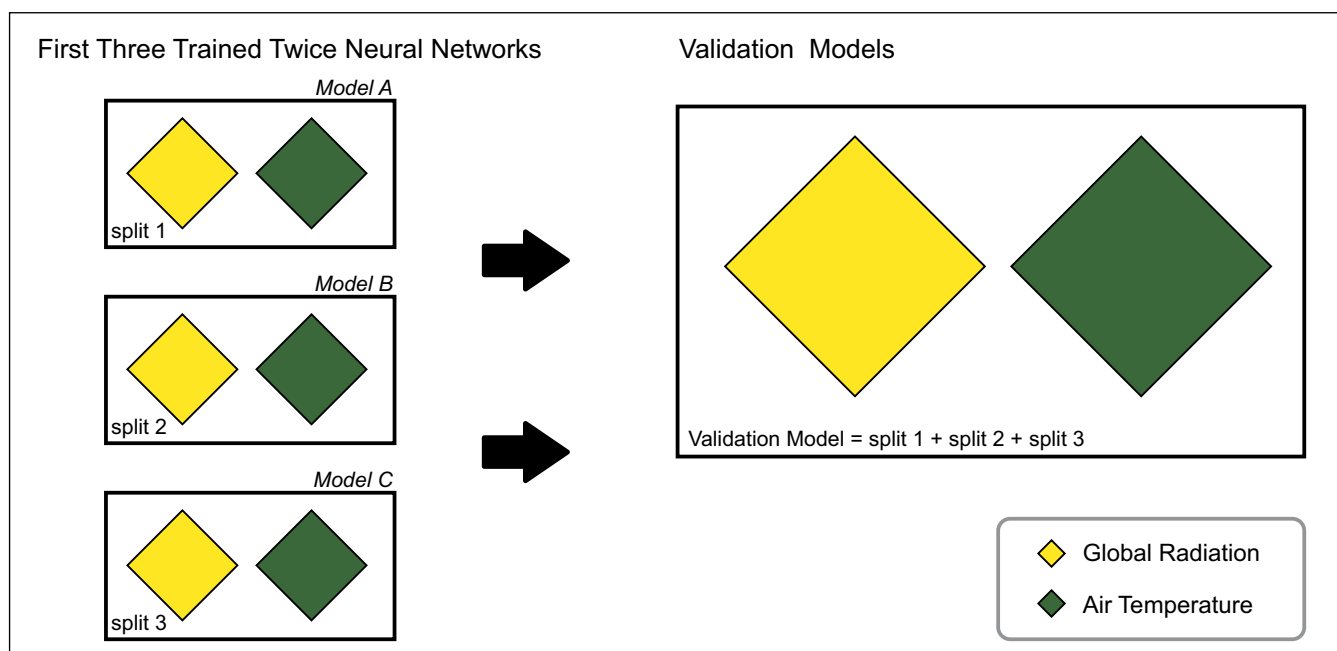 First Three Trained Twice Neural Networks
Model A
split 1
Model B
split 2
Model C
split 3
Validation Models
Validation Model = split 1 + split 2 + split 3
Global Radiation
Air Temperature